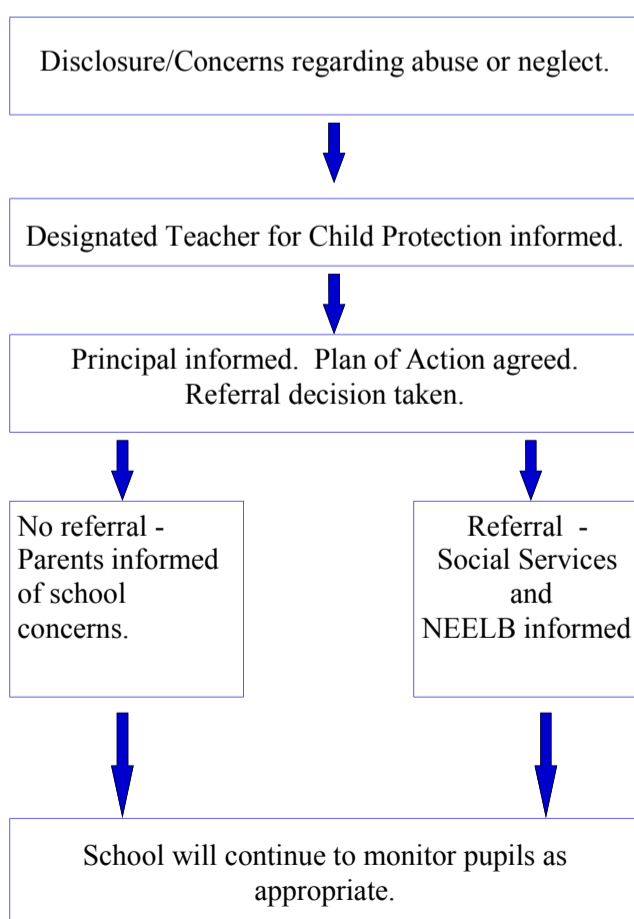 Disclosure/Concerns regarding abuse or neglect.
Designated Teacher for Child Protection informed.
Principal informed.  Plan of Action agreed.
Referral decision taken.
No referral -
Parents informed
of school
concerns.
Referral  -
Social Services
and
NEELB informed
School will continue to monitor pupils as
appropriate.